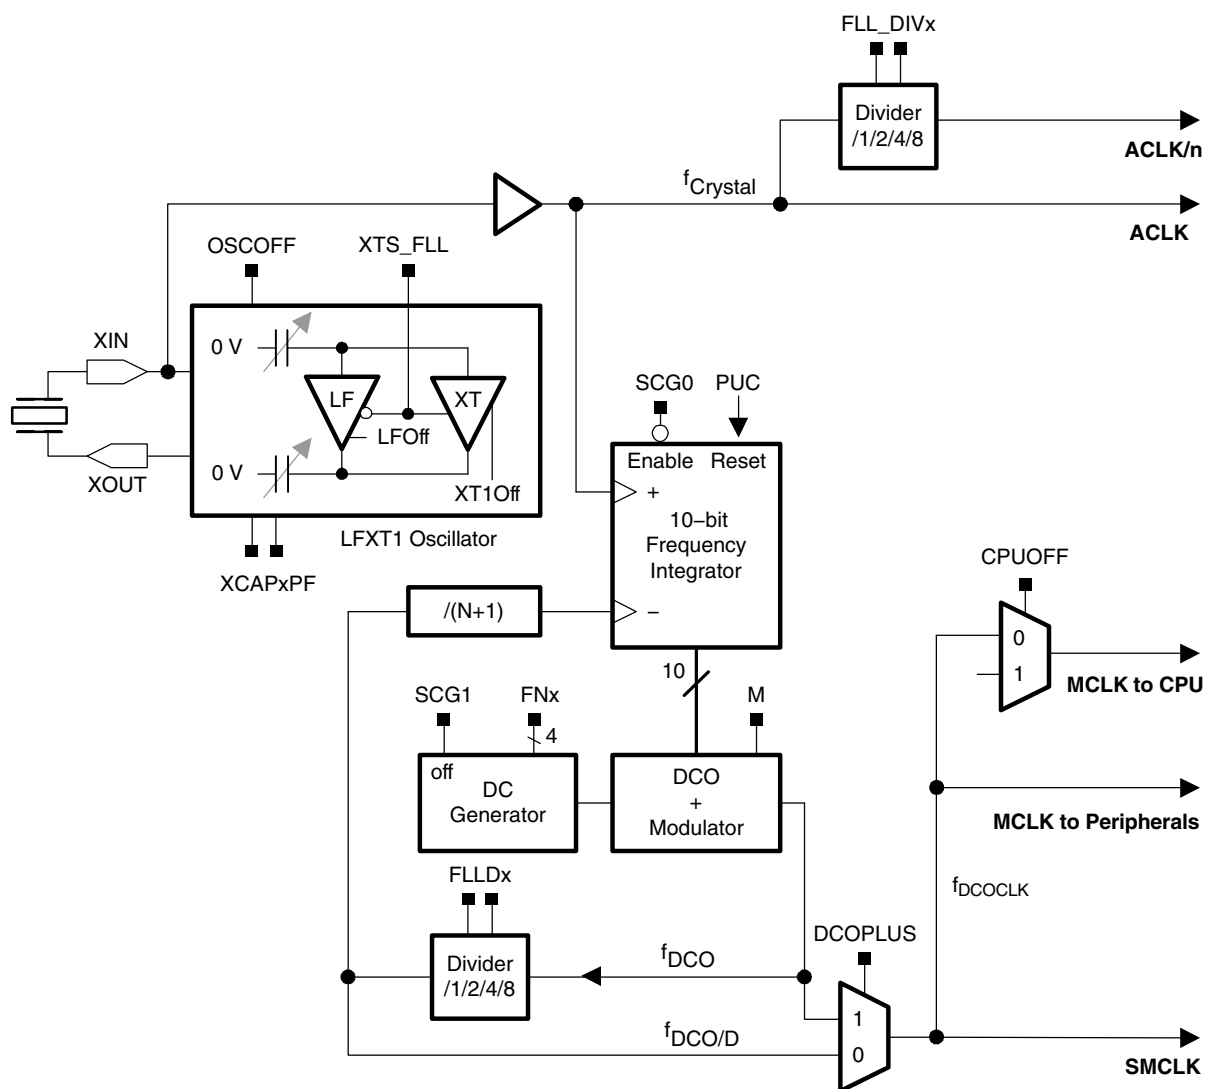 FLL_DIVx
Divider
/1/2/4/8
ACLK/n
fCrystal
ACLK
OSCOFF
XTS_FLL
XIN
0 V
LF
XT
LFOff
0 V
XOUT
XT1Off
LFXT1 Oscillator
XCAPxPF
SCG0
PUC
Enable
Reset
+
10−bit
Frequency
Integrator
−
/(N+1)
CPUOFF
0
1
MCLK to CPU
10
SCG1
FNx
4
M
off
DC
Generator
DCO
+
Modulator
MCLK to Peripherals
fDCOCLK
FLLDx
Divider
/1/2/4/8
fDCO
DCOPLUS
1
0
fDCO/D
SMCLK